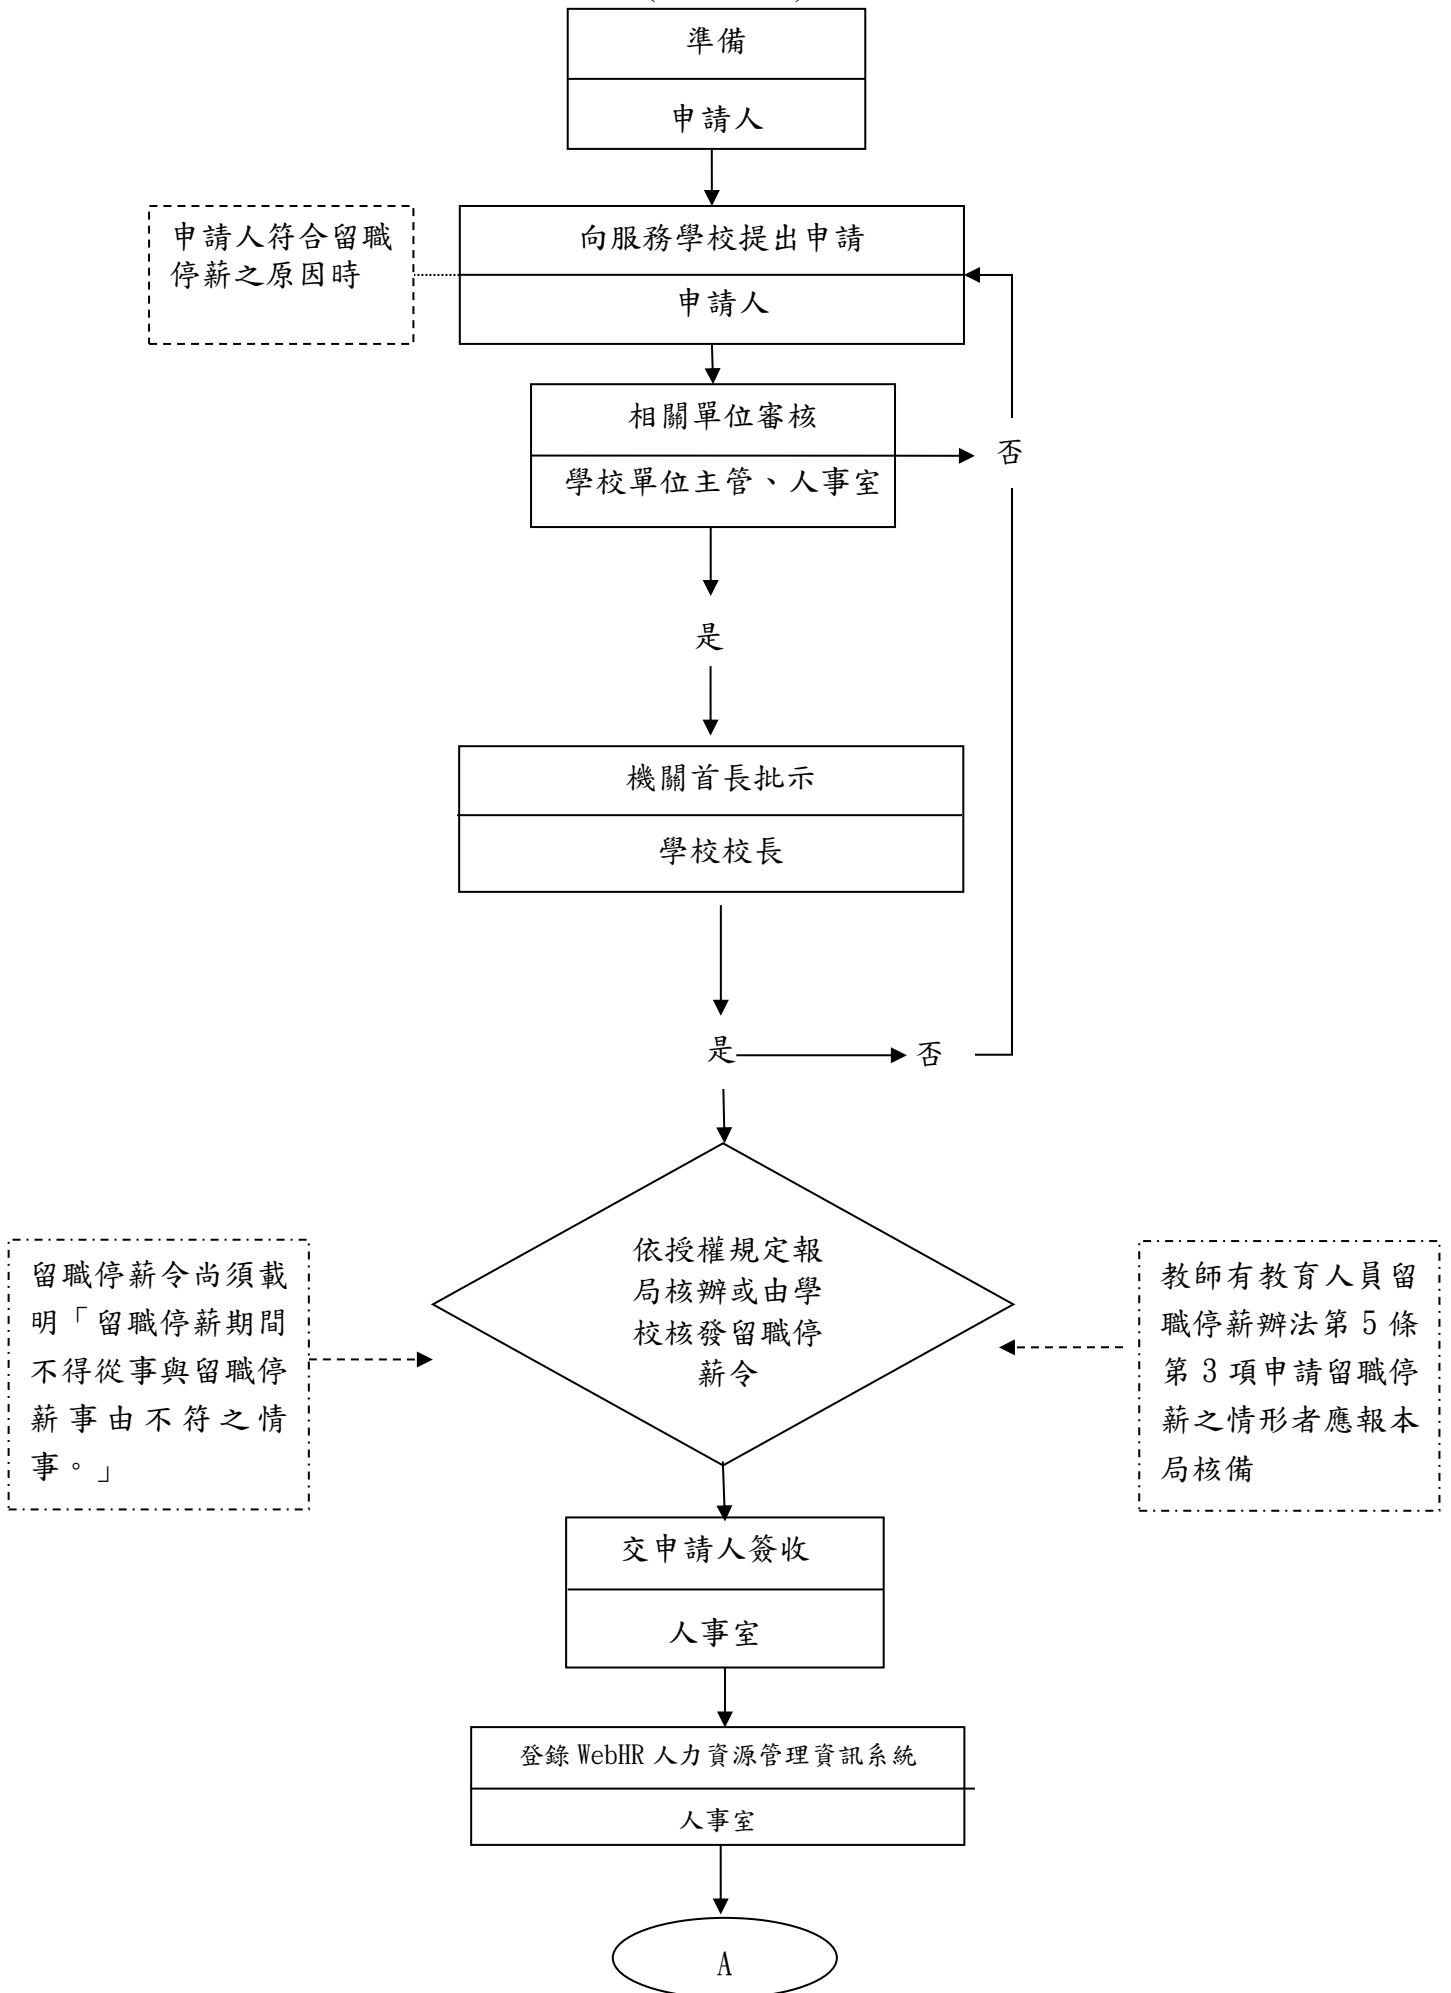 準備
申請人
申請人符合留職
停薪之原因時
向服務學校提出申請
申請人
相關單位審核
學校單位主管、人事室
否
是
機關首長批示
學校校長
是
否
依授權規定報
局核辦或由學
校核發留職停
薪令
留職停薪令尚須載
明「留職停薪期間
不得從事與留職停
薪事由不符之情
事。」
教師有教育人員留
職停薪辦法第 5 條
第 3 項申請留職停
薪之情形者應報本
局核備
交申請人簽收
人事室
登錄 WebHR 人力資源管理資訊系統
人事室
A